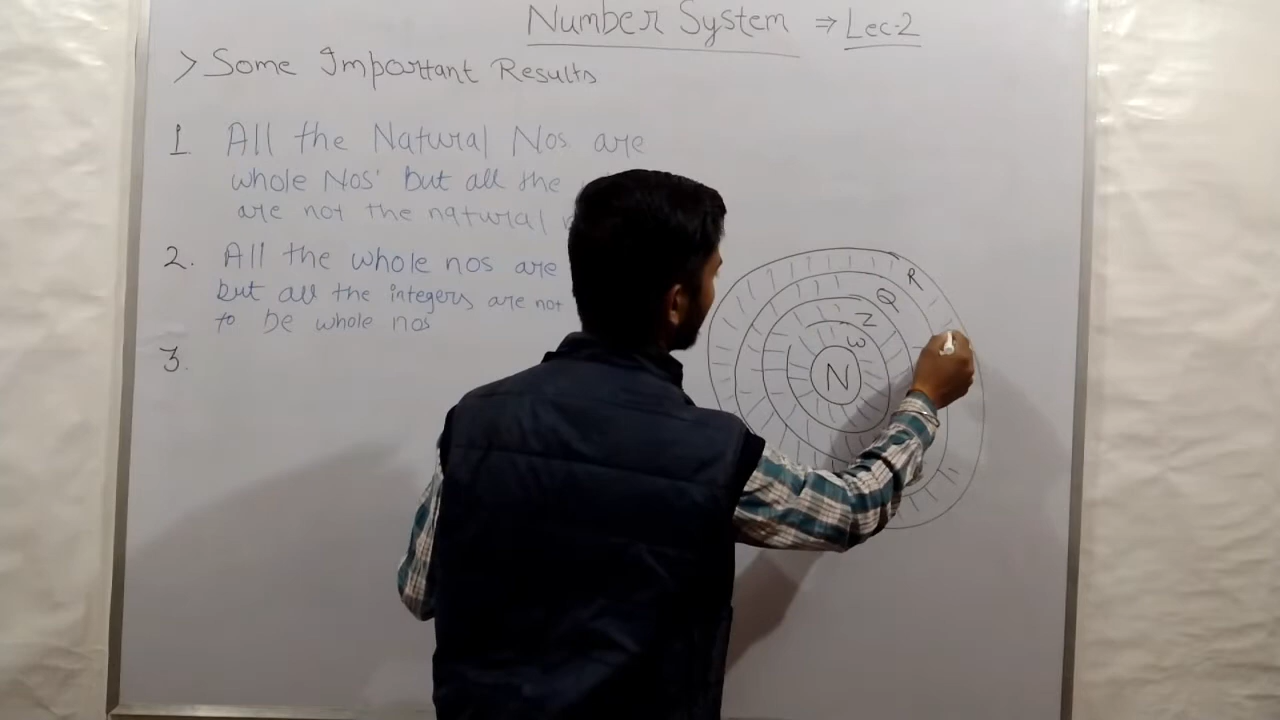 Number System ⇒ Lec-2
> Some Important Results
1 All the Natural Nos. are
whole Nos' but all the
are not the natural
2. All the whole nos are
but all the integers are not
to be whole nos
3.
R
Q
Z
W
N